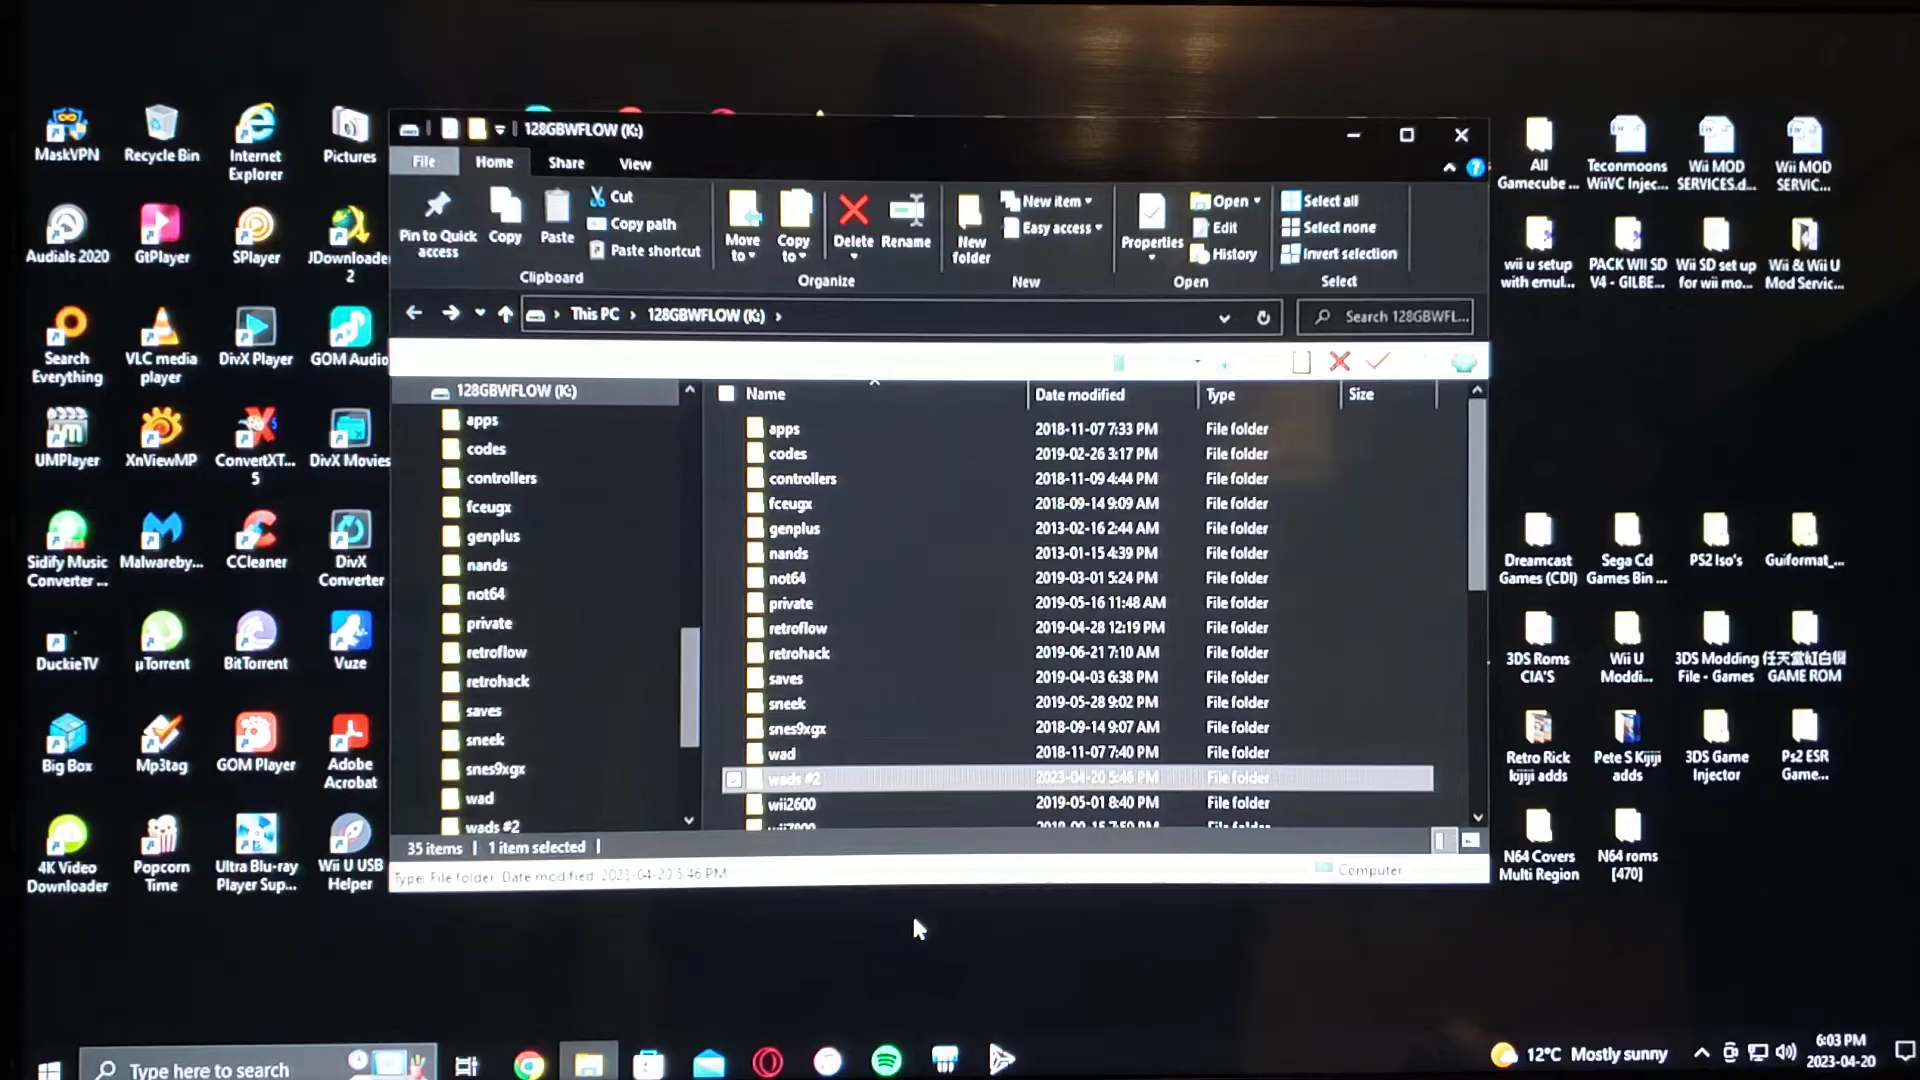 MaskVPN
Recycle Bin
Internet
Explorer
Pictures
Audials 2020
GtPlayer
SPlayer
JDownloade
2
Search
Everything
VLC media
player
DivX Player
GOM Audio
UMPlayer
XnViewMP
ConvertXT...
5
DivX Movies
Sidify Music
Converter ...
Malwareby...
CCleaner
DivX
Converter
DuckieTV
µTorrent
BitTorrent
Vuze
Big Box
Mp3tag
GOM Player
Adobe
Acrobat
4K Video
Downloader
Popcorn
Time
Ultra Blu-ray
Player Sup...
Wii U USB
Helper
128GBWFLOW (K:)
File
Home
Share
View
Pin to Quick
access
Copy
Paste
Cut
Copy path
Paste shortcut
Clipboard
Move
to
Copy
to
Delete
Rename
Organize
New
folder
New item
Easy access
New
Properties
Open
Edit
History
Open
Select all
Select none
Invert selection
Select
This PC
128GBWFLOW (K:)
Search 128GBWFL...
128GBWFLOW (K:)
apps
codes
controllers
fceugx
genplus
nands
not64
private
retroflow
retrohack
saves
sneek
snes9xgx
wad
wads #2
Name Date modified Type Size
apps 2018-11-07 7:33 PM File folder
codes 2019-02-26 3:17 PM File folder
controllers 2018-11-09 4:44 PM File folder
fceugx 2018-09-14 9:09 AM File folder
genplus 2013-02-16 2:44 AM File folder
nands 2013-01-15 4:39 PM File folder
not64 2019-03-01 5:24 PM File folder
private 2019-05-16 11:48 AM File folder
retroflow 2019-04-28 12:19 PM File folder
retrohack 2019-06-21 7:10 AM File folder
saves 2019-04-03 6:38 PM File folder
sneek 2019-05-28 9:02 PM File folder
snes9xgx 2018-09-14 9:07 AM File folder
wad 2018-11-07 7:40 PM File folder
wads #2 2023-04-20 5:46 PM File folder
wii2600 2019-05-01 8:40 PM File folder
35 items
1 item selected
Type: File folder Date modified: 2023-04-20 5:46 PM
Computer
All
Gamecube ...
Teconmoons
WiiVC Injec...
Wii MOD
SERVICES.d...
Wii MOD
SERVIC...
wii u setup
with emul...
PACK WII SD
V4 - GILBE...
Wii SD set up
for wii mo...
Wii & Wii U
Mod Servic...
Dreamcast
Games (CDI)
Sega Cd
Games Bin ...
PS2 Iso's
Guiformat_...
3DS Roms
CIA'S
Wii U
Moddi...
3DS Modding
File - Games
任天堂紅白機
GAME ROM
Retro Rick
kijiji adds
Pete S Kijiji
adds
3DS Game
Injector
Ps2 ESR
Game...
N64 Covers
Multi Region
N64 roms
[470]
Type here to search
12°C Mostly sunny
6:03 PM
2023-04-20